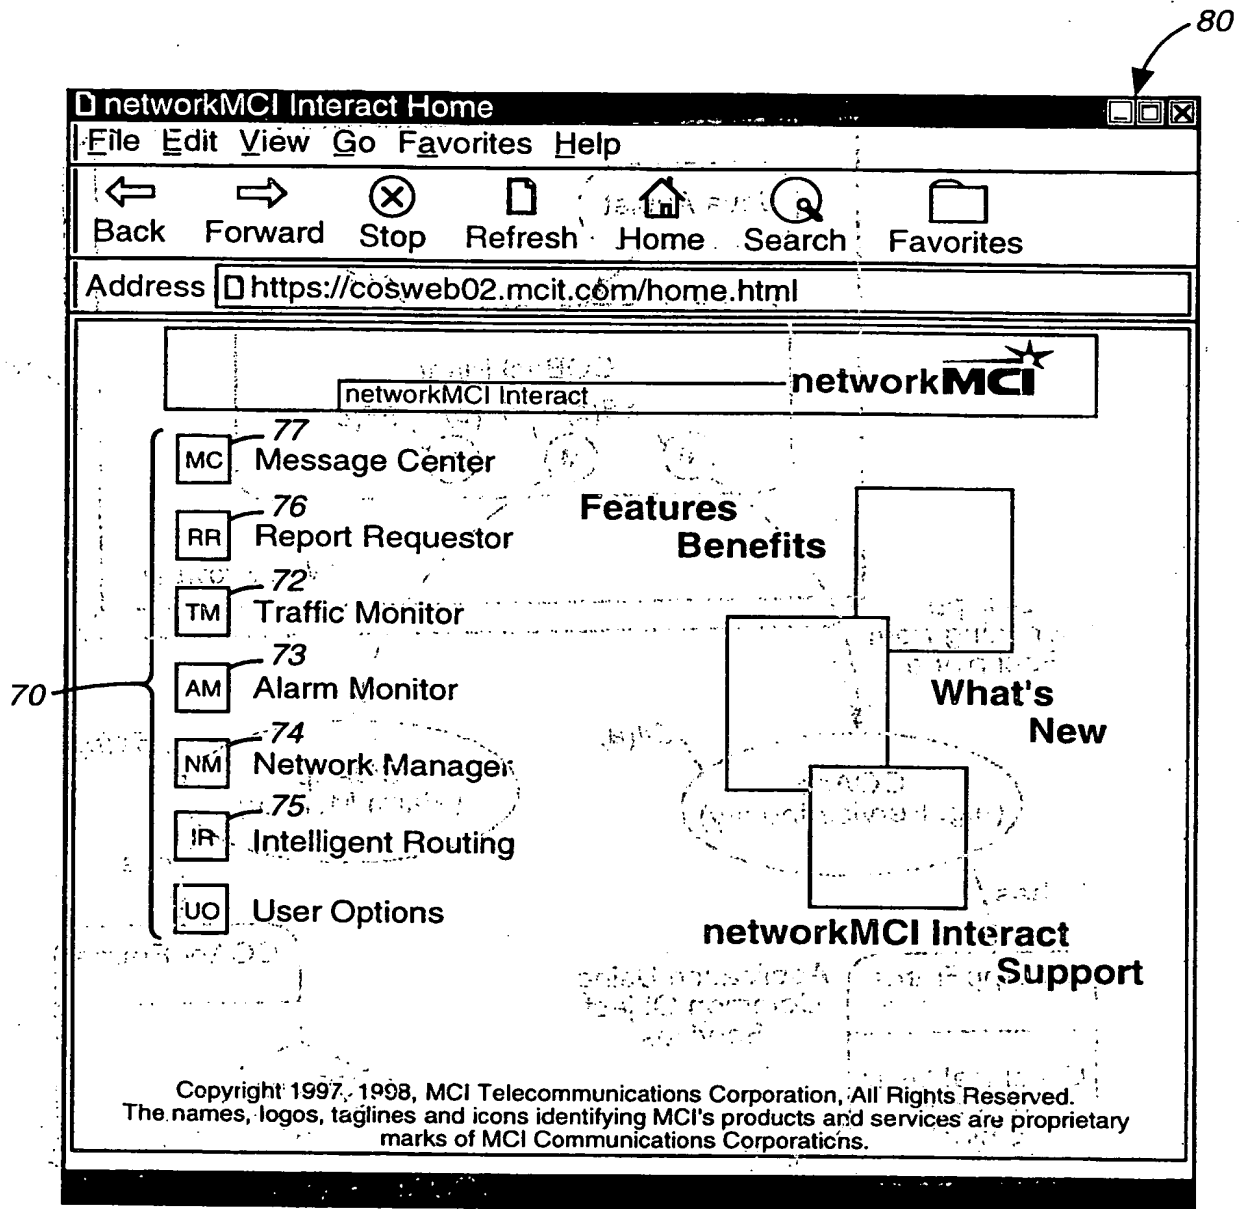 80
networkMCI Interact Home
File Edit View Go Favorites Help
Back Forward Stop Refresh Home Search Favorites
Address https://cosweb02.mcit.com/home.html
networkMCI Interact
networkMCI
77
MC Message Center
76
RR Report Requestor
72
TM Traffic Monitor
73
AM Alarm Monitor
70
74
NM Network Manager
75
IR Intelligent Routing
UO User Options
Features
Benefits
What's
New
networkMCI Interact
Support
Copyright 1997, 1998, MCI Telecommunications Corporation, All Rights Reserved.
The names, logos, taglines and icons identifying MCI's products and services are proprietary
marks of MCI Communications Corporations.